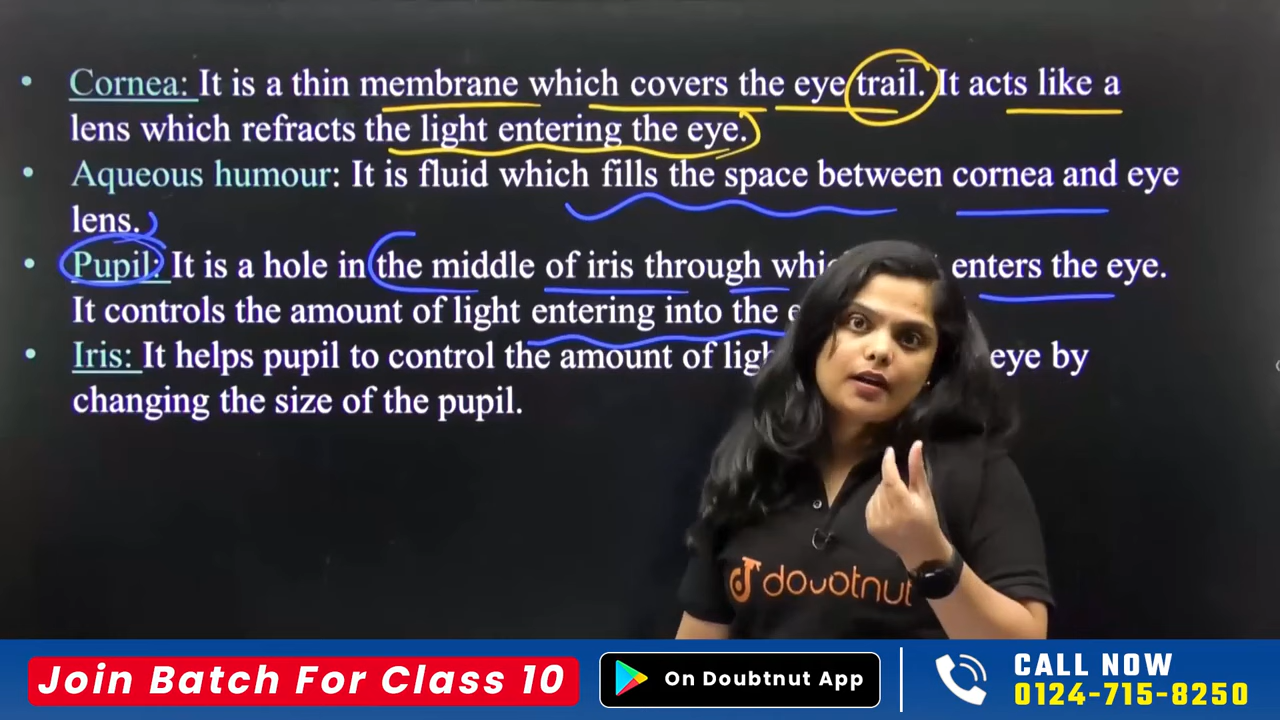 • Cornea: It is a thin membrane which covers the eye trail. It acts like a
lens which refracts the light entering the eye.
• Aqueous humour: It is fluid which fills the space between cornea and eye
lens.
• Pupil: It is a hole in the middle of iris through which enters the eye.
It controls the amount of light entering into the
• Iris: It helps pupil to control the amount of eye by
changing the size of the pupil.
doubtnut
Join Batch For Class 10
On Doubtnut App
CALL NOW
0124-715-8250